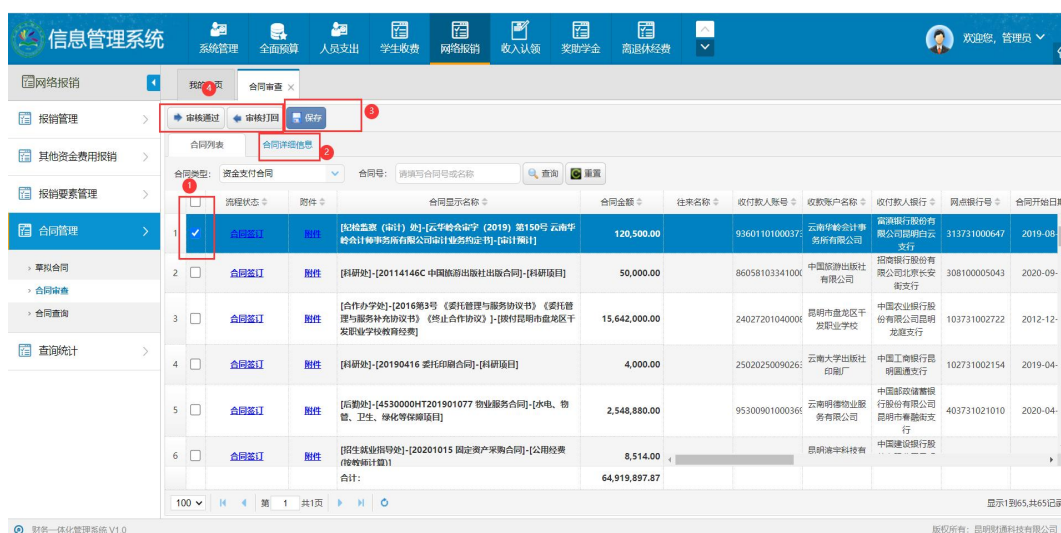 信息管理系统
系统管理 全面预算 人员支出 学生收费 网络报销 收入认领 奖助学金 离退休经费
欢迎您, 管理员
网络报销
我的 页 合同审查 ×
4
报销管理
审核通过 审核打回 保存 3
合同列表 合同详细信息 2
其他资金费用报销
合同类型: 资金支付合同 合同号: 请填写合同号或名称 查询 重置
1
报销要素管理
流程状态 附件 合同显示名称 合同金额 往来名称 收付款人账号 收款账户名称 收付款人银行 网点银行号 合同开始日期
合同管理
1 合同签订 附件 [纪检监察（审计）处]-[云华岭会审字（2019）第150号 云南华
岭会计师事务所有限公司审计业务约定书]-[审计预计]
120,500.00 9360110100037 云南华岭会计事
务所有限公司
富滇银行股份有
限公司昆明白云
支行
313731000647 2019-08-
草拟合同
合同审查
合同查询
2 合同签订 附件 [科研处]-[20114146C 中国旅游出版社出版合同]-[科研项目] 50,000.00 86058103341000 中国旅游出版社
有限公司
招商银行股份有
限公司北京长安
街支行
308100005043 2020-09-
3 合同签订 附件 [合作办学处]-[2016第3号 《委托管理与服务协议书》《委托管
理与服务补充协议书》《终止合作协议》]-[拨付昆明市盘龙区干
发职业学校教育经费]
15,642,000.00 24027201040008 昆明市盘龙区干
发职业学校
中国农业银行股
份有限公司昆明
龙庭支行
103731002722 2012-12-
查询统计
4 合同签订 附件 [科研处]-[20190416 委托印刷合同]-[科研项目] 4,000.00 2502025009026 云南大学出版社
印刷厂
中国工商银行昆
明圆通支行
102731002154 2019-04-
5 合同签订 附件 [后勤处]-[4530000HT201901077 物业服务合同]-[水电、物
管、卫生、绿化等保障项目]
2,548,880.00 95300901000369 云南明德物业服
务有限公司
中国邮政储蓄银
行股份有限公司
昆明市春融街支
行
403731021010 2020-04-
6 合同签订 附件 [招生就业指导处]-[20201015 固定资产采购合同]-[公用经费
(按教师计算)]
8,514.00
中国建设银行股
合计: 64,919,897.87
100 第 1 共1页 显示1到65,共65记录
财务一体化管理系统 V1.0 版权所有: 昆明财通科技有限公司